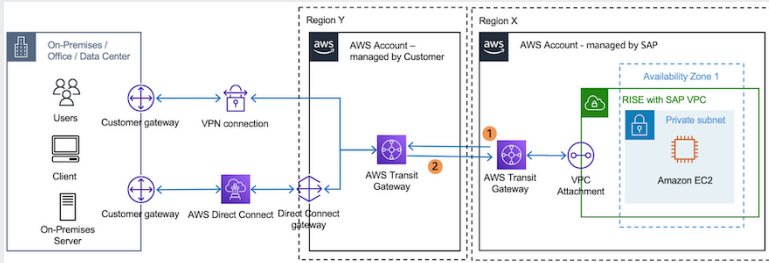 Region Y
Region X
On-Premises /
Office / Data Center
aws
AWS Account –
managed by Customer
aws
AWS Account - managed by SAP
Availability Zone 1
RISE with SAP VPC
Private subnet
Users
Customer gateway
VPN connection
1
2
Client
AWS Transit
Gateway
AWS Transit
Gateway
VPC
Attachment
Amazon EC2
Customer gateway
AWS Direct Connect
Direct Connect
gateway
On-Premises
Server